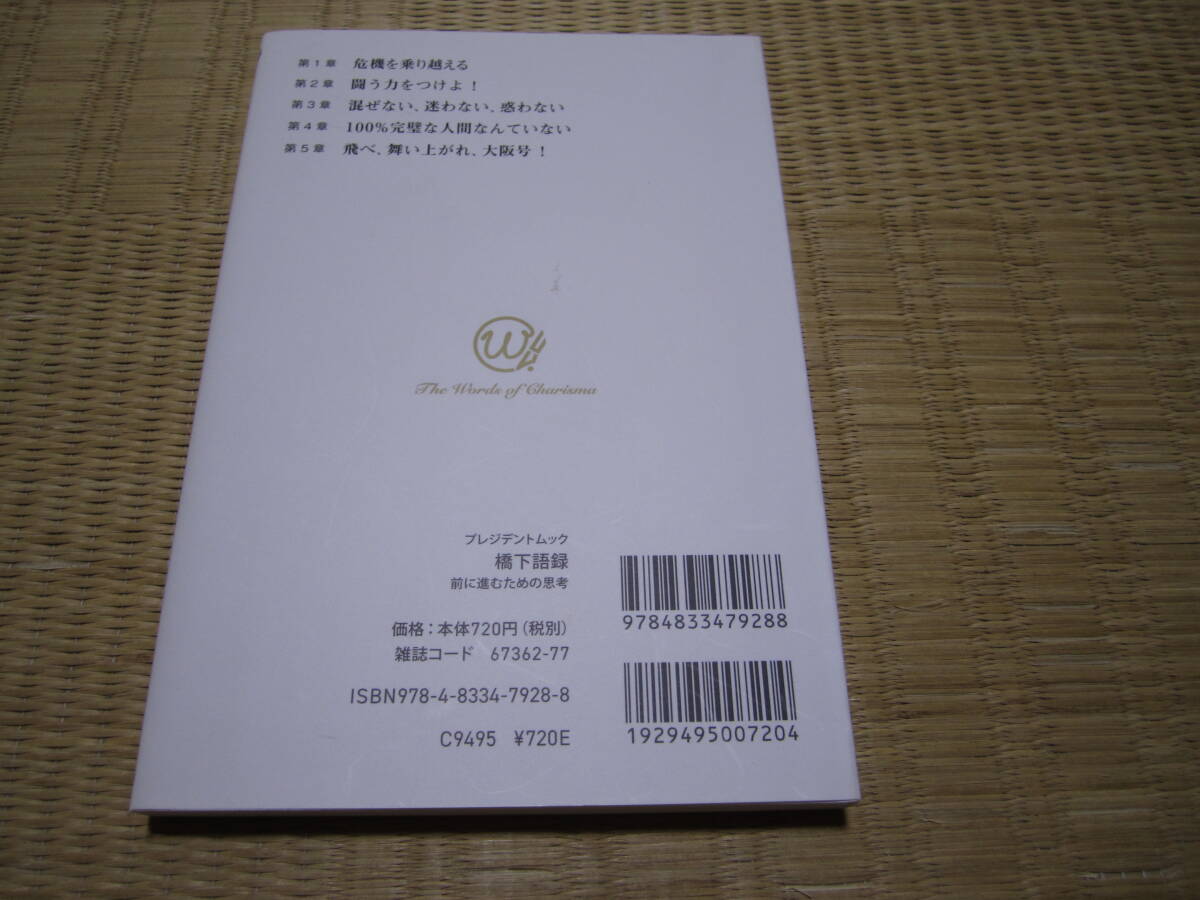 第1章 危機を乗り越える
第2章 闘う力をつけよ！
第3章 混ぜない、迷わない、惑わない
第4章 100%完璧な人間なんていない
第5章 飛べ、舞い上がれ、大阪号！
W
The Words of Charisma
プレジデントムック
橋下語録
前に進むための思考
価格：本体720円（税別）
雑誌コード 67362-77
ISBN978-4-8334-7928-8
C9495 ¥720E
9784833479288
1929495007204